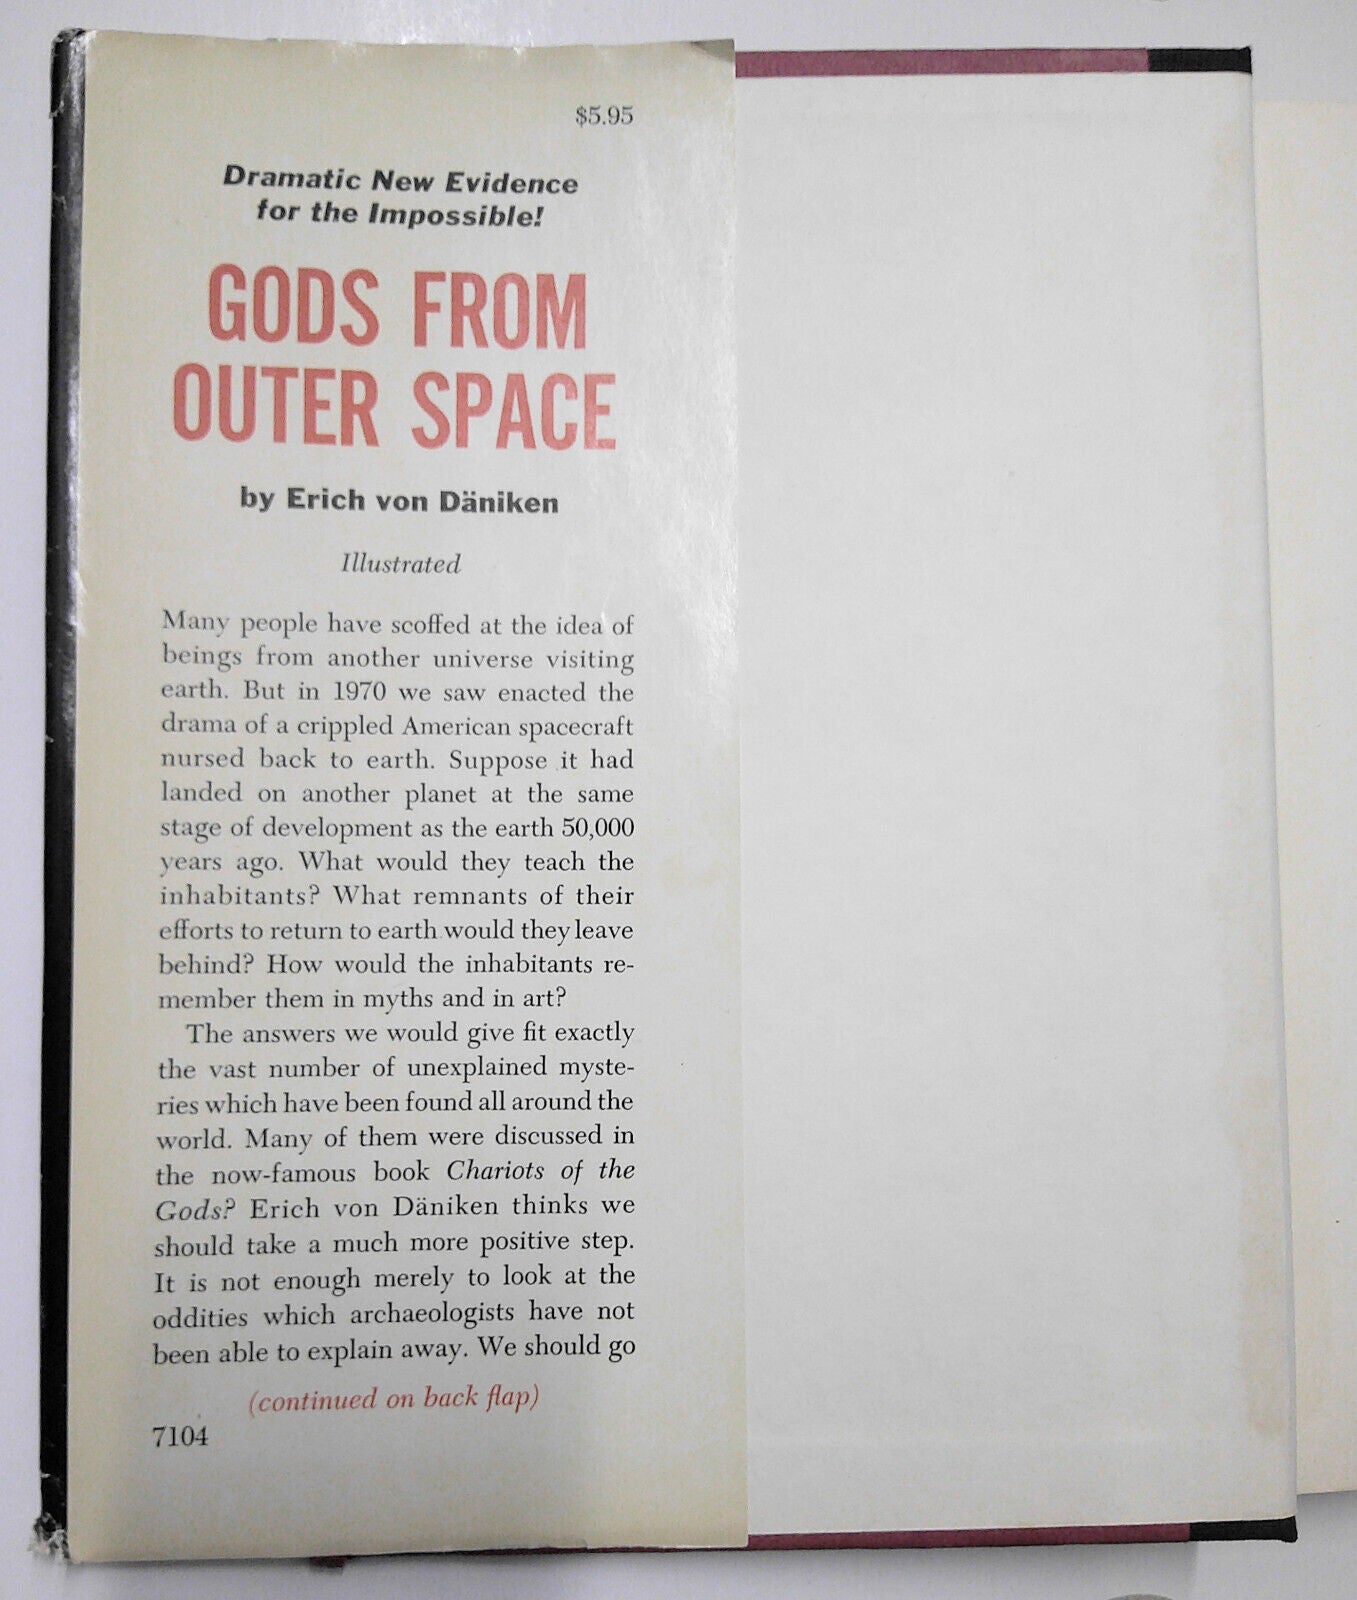 $5.95
Dramatic New Evidence
for the Impossible!
GODS FROM
OUTER SPACE
by Erich von Däniken
Illustrated
Many people have scoffed at the idea of
beings from another universe visiting
earth. But in 1970 we saw enacted the
drama of a crippled American spacecraft
nursed back to earth. Suppose it had
landed on another planet at the same
stage of development as the earth 50,000
years ago. What would they teach the
inhabitants? What remnants of their
efforts to return to earth would they leave
behind? How would the inhabitants re-
member them in myths and in art?
The answers we would give fit exactly
the vast number of unexplained myste-
ries which have been found all around the
world. Many of them were discussed in
the now-famous book Chariots of the
Gods? Erich von Däniken thinks we
should take a much more positive step.
It is not enough merely to look at the
oddities which archaeologists have not
been able to explain away. We should go
(continued on back flap)
7104